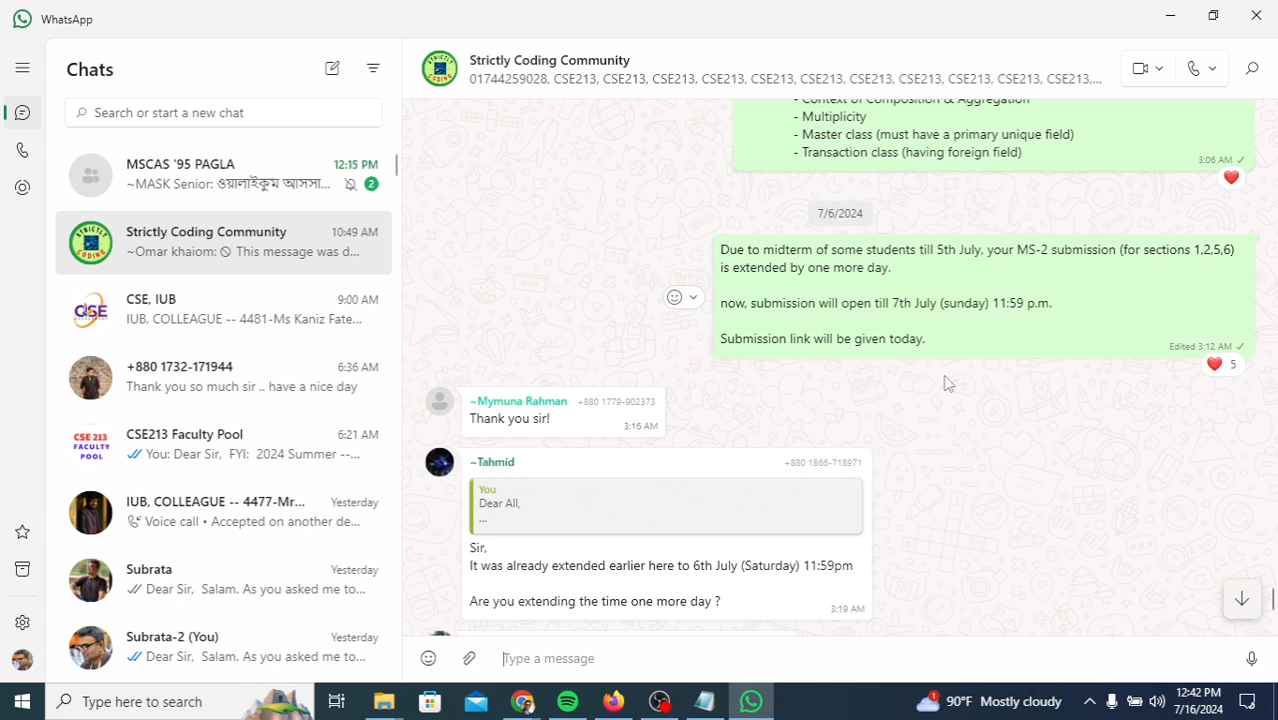 WhatsApp
Chats
Search or start a new chat
MSCAS '95 PAGLA
12:15 PM
~MASK Senior: ওয়ালাইকুম আসসা...
2
Strictly Coding Community
10:49 AM
~Omar khaiom: This message was d...
CSE, IUB
9:00 AM
IUB, COLLEAGUE -- 4481-Ms Kaniz Fate...
+880 1732-171944
6:36 AM
Thank you so much sir .. have a nice day
CSE213 Faculty Pool
6:21 AM
You: Dear Sir, FYI: 2024 Summer --...
IUB, COLLEAGUE -- 4477-Mr...
Yesterday
Voice call • Accepted on another de...
Subrata
Yesterday
Dear Sir, Salam. As you asked me to...
Subrata-2 (You)
Yesterday
Dear Sir, Salam. As you asked me to...
STRICTLY
CODING
CSE 213
FACULTY
POOL
Strictly Coding Community
01744259028, CSE213, CSE213, CSE213, CSE213, CSE213, CSE213, CSE213, CSE213, CSE213, CSE213, CSE213,...
- Context of Composition & Aggregation
- Multiplicity
- Master class (must have a primary unique field)
- Transaction class (having foreign field)
3:06 AM
7/6/2024
Due to midterm of some students till 5th July, your MS-2 submission (for sections 1,2,5,6)
is extended by one more day.
now, submission will open till 7th July (sunday) 11:59 p.m.
Submission link will be given today.
Edited 3:12 AM
5
~Mymuna Rahman +880 1779-902373
Thank you sir!
3:16 AM
~Tahmid
+880 1866-718971
You
Dear All,
...
Sir,
It was already extended earlier here to 6th July (Saturday) 11:59pm
Are you extending the time one more day ?
3:19 AM
Type a message
Type here to search
1
90°F Mostly cloudy
12:42 PM
7/16/2024